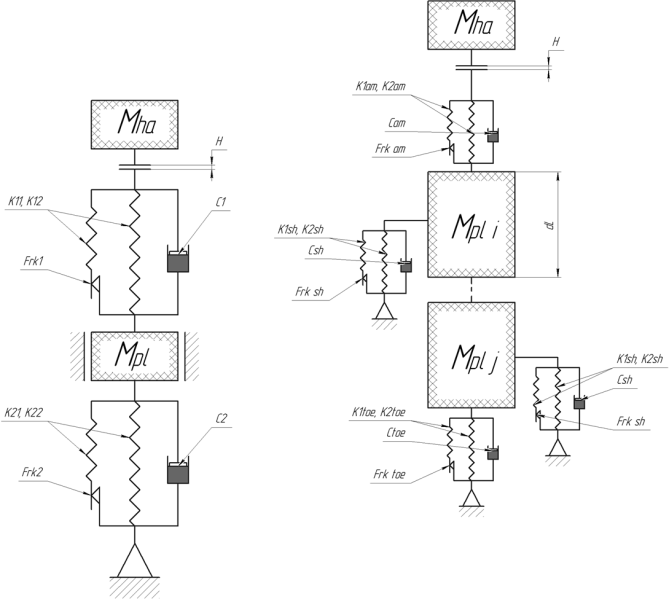 Mha
H
K11, K12
C1
Frk1
Mpl
K21, K22
C2
Frk2
Mha
H
K1am, K2am
Cam
Frk am
Mpl i
dl
K1sh, K2sh
Csh
Frk sh
Mpl j
K1sh, K2sh
Csh
Frk sh
K1toe, K2toe
Ctoe
Frk toe